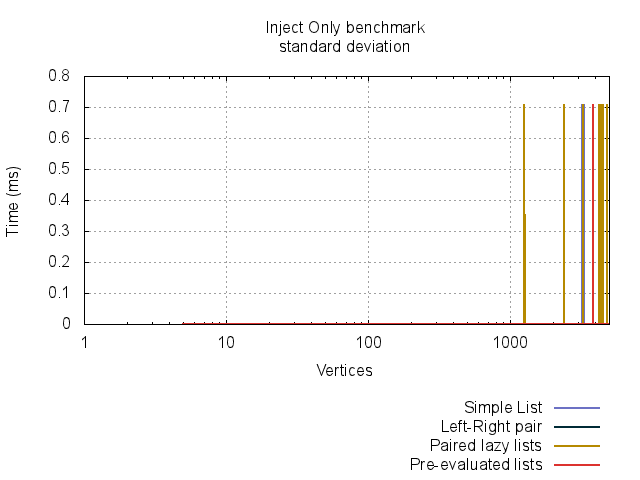 Inject Only benchmark
standard deviation
0.8
0.7
0.6
0.5
0.4
0.3
0.2
0.1
0
Time (ms)
1 10 100 1000
Vertices
Simple List
Left-Right pair
Paired lazy lists
Pre-evaluated lists